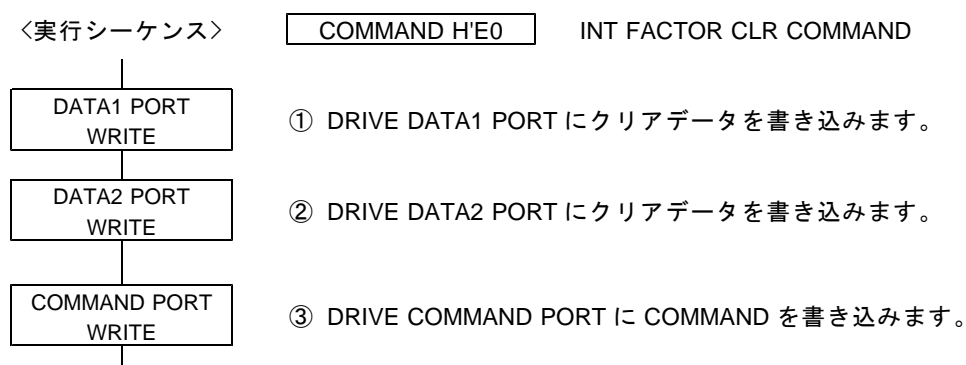 〈実行シーケンス〉 COMMAND H'E0 INT FACTOR CLR COMMAND
DATA1 PORT
WRITE
① DRIVE DATA1 PORT にクリアデータを書き込みます。
DATA2 PORT
WRITE
② DRIVE DATA2 PORT にクリアデータを書き込みます。
COMMAND PORT
WRITE
③ DRIVE COMMAND PORT に COMMAND を書き込みます。